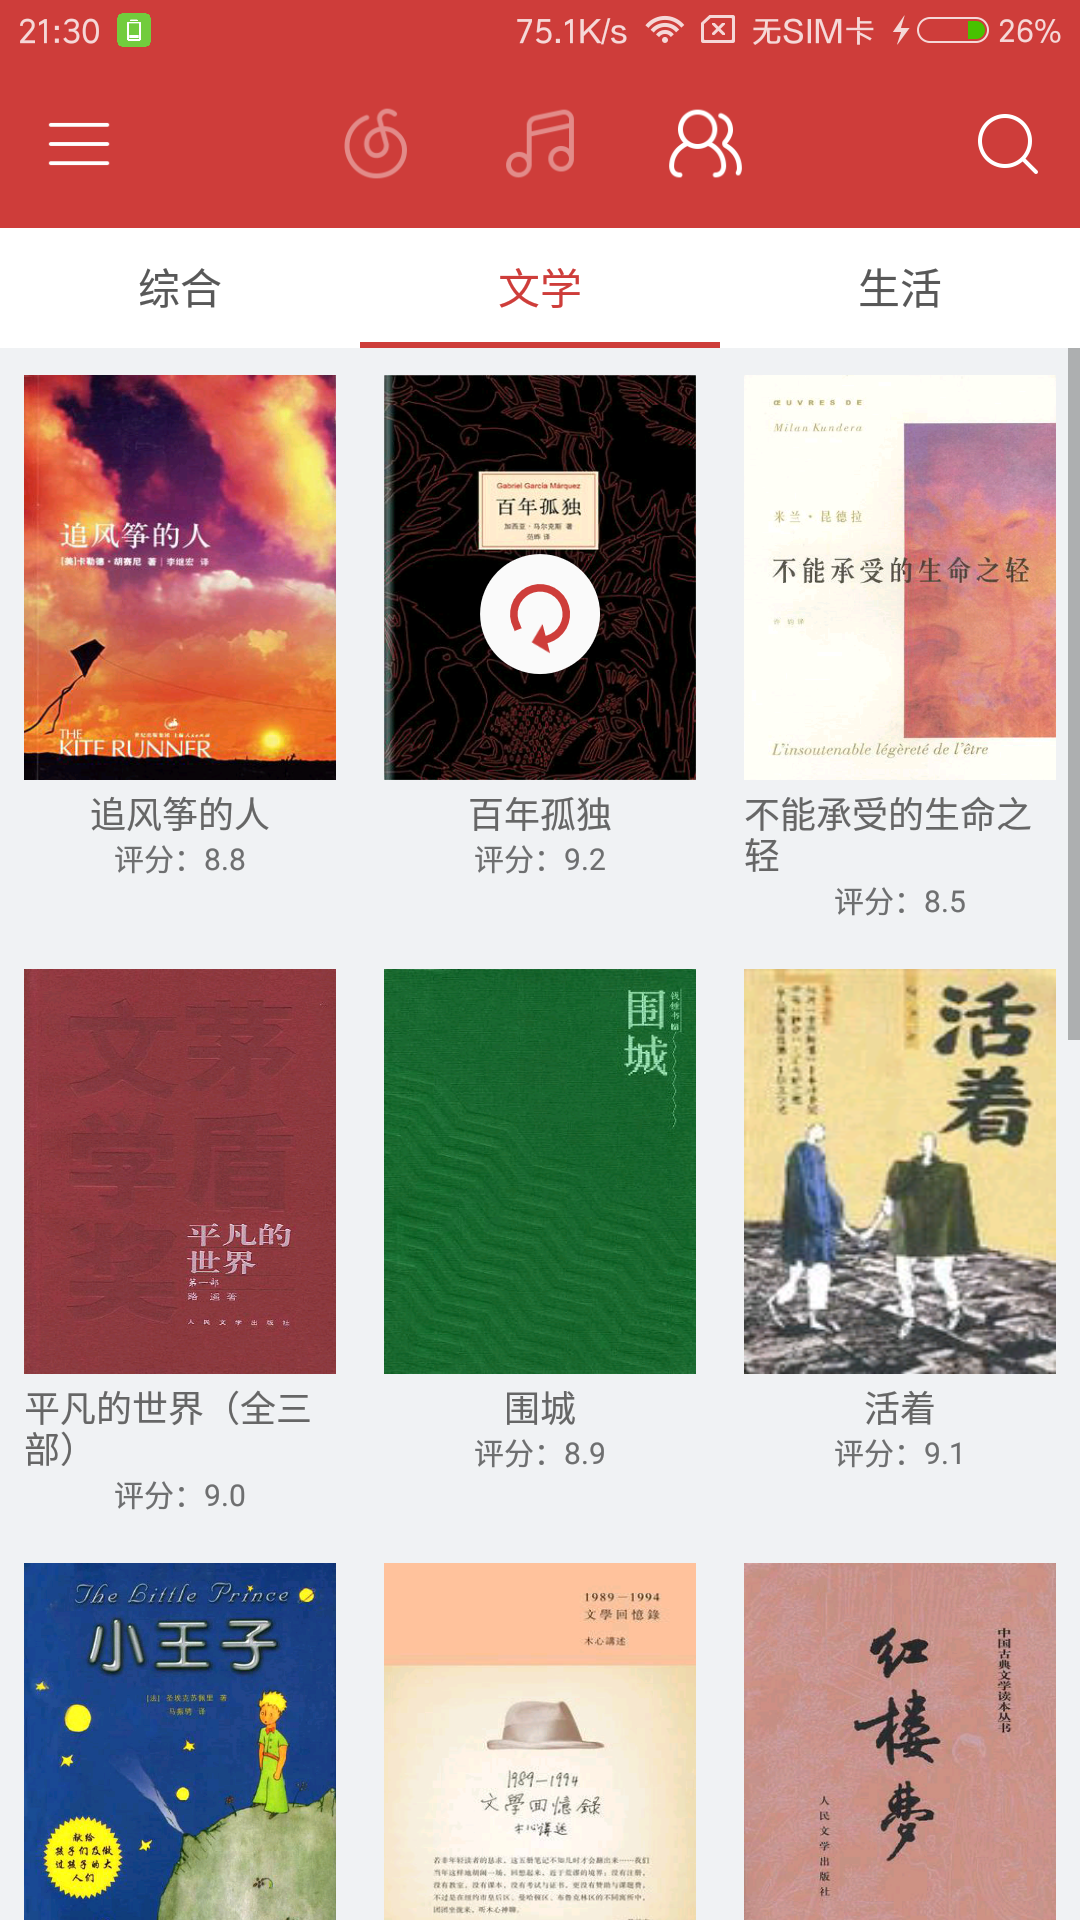 21:30
75.1K/s
无SIM卡
26%
综合
文学
生活
追风筝的人
[美]卡勒德·胡赛尼 著 | 李继宏 译
THE
KITE RUNNER
Gabriel García Márquez
百年孤独
加西亚·马尔克斯 著
范晔 译
ŒUVRES DE
Milan Kundera
米兰·昆德拉
不能承受的生命之轻
L'insoutenable légèreté de l'être
追风筝的人
评分：8.8
百年孤独
评分：9.2
不能承受的生命之
轻
评分：8.5
茅盾
文学奖
平凡的
世界
第一部
路遥著
人民文学出版社
围城
钱锺书著
活着
平凡的世界（全三
部）
评分：9.0
围城
评分：8.9
活着
评分：9.1
The Little Prince
小王子
[法] 圣埃克苏佩里 著
马振骋 译
献给
孩子们及做
过孩子的大
人们
1989—1994
文學回憶錄
木心講述
1989—1994
文學回憶録
木心講述
红楼梦
中国古典文学读本丛书
人民文学出版社